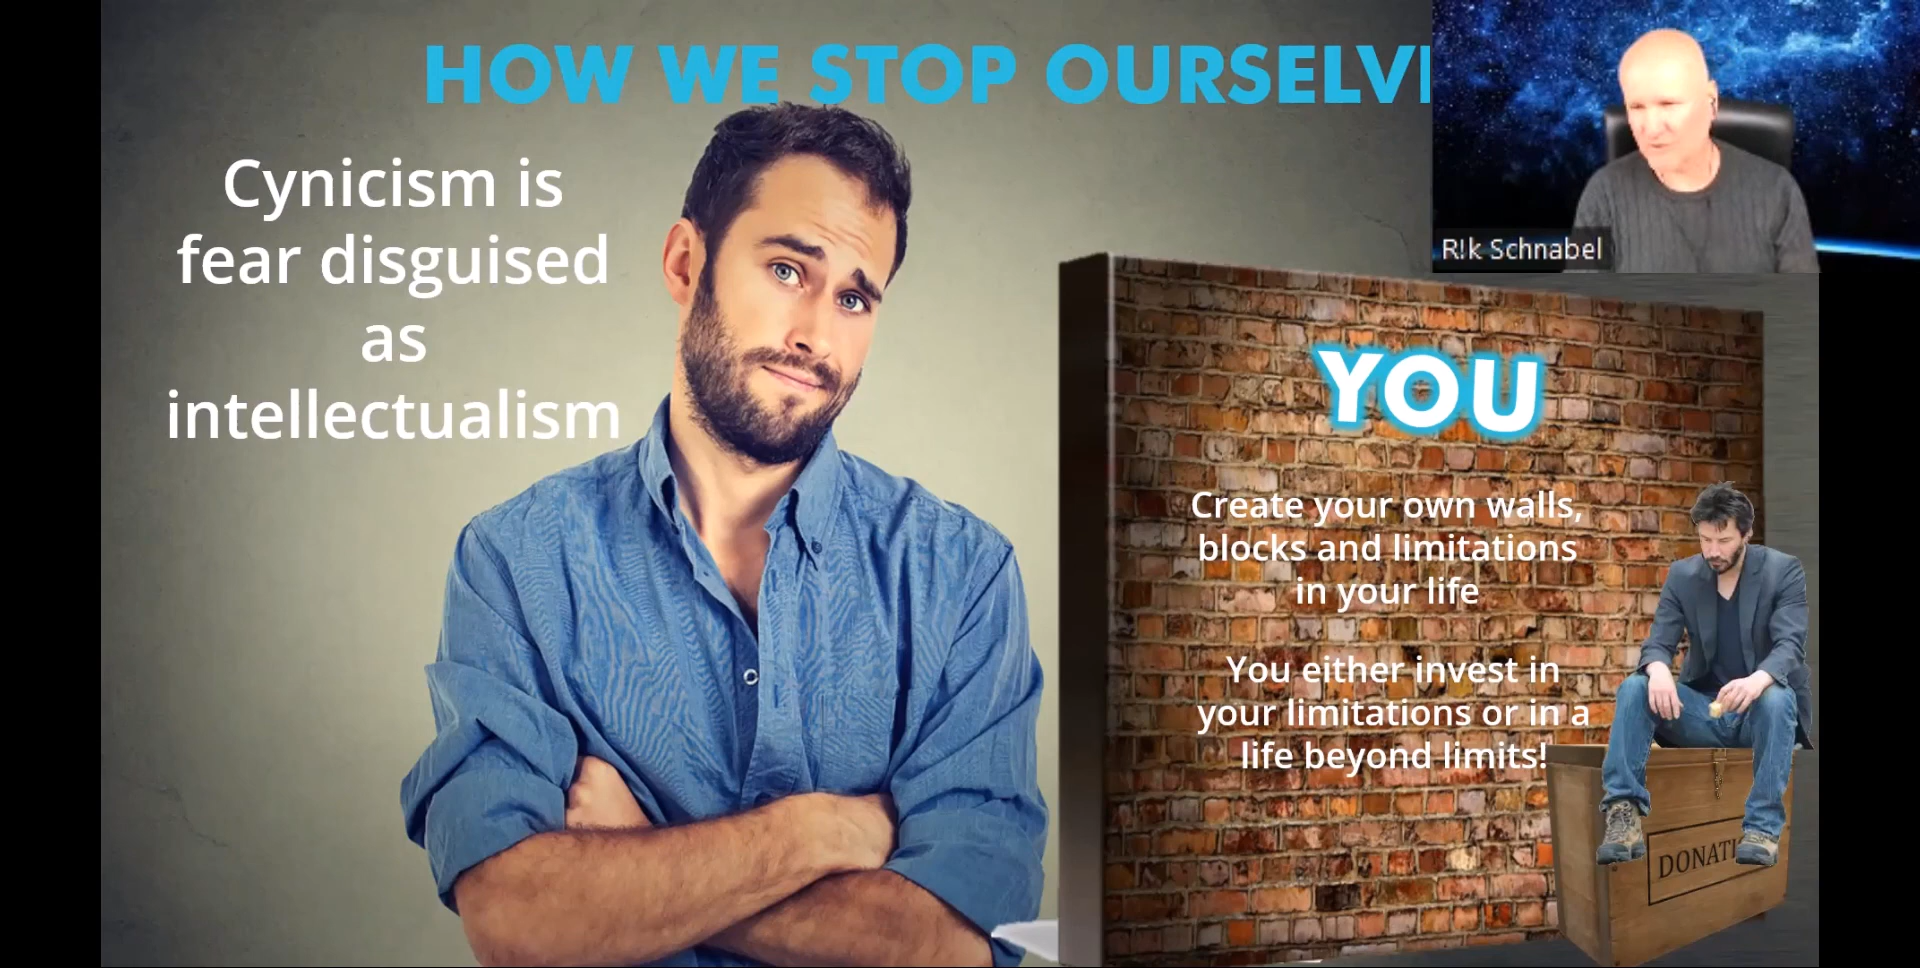 HOW WE STOP OURSELV
Cynicism is
fear disguised
as
intellectualism
R!k Schnabel
YOU
Create your own walls,
blocks and limitations
in your life
You either invest in
your limitations or in a
life beyond limits!
DONATI